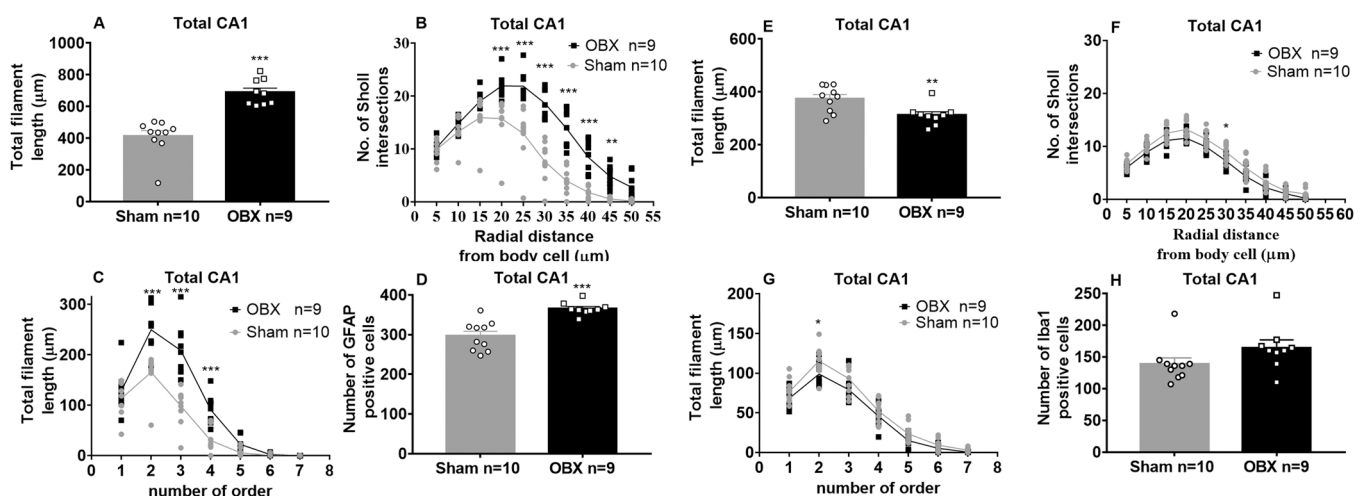 A
Total CA1
1000
800
600
400
200
0
Total filament
length (μm)
***
Sham n=10
OBX n=9
B
Total CA1
30
20
10
0
No. of Sholl
intersections
OBX n=9
Sham n=10
*** *** *** *** *** **
0 5 10 15 20 25 30 35 40 45 50 55
Radial distance
from body cell (μm)
E
Total CA1
600
400
200
0
Total filament
length (μm)
**
Sham n=10
OBX n=9
F
Total CA1
30
20
10
0
No. of Sholl
intersections
OBX n=9
Sham n=10
*
0 5 10 15 20 25 30 35 40 45 50 55 60
Radial distance
from body cell (μm)
C
Total CA1
300
200
100
0
Total filament
length (μm)
*** *** ***
OBX n=9
Sham n=10
0 1 2 3 4 5 6 7 8
number of order
D
Total CA1
400
300
200
100
0
Number of GFAP
positive cells
***
Sham n=10
OBX n=9
G
Total CA1
200
150
100
50
0
Total filament
length (μm)
*
OBX n=9
Sham n=10
0 1 2 3 4 5 6 7 8
number of order
H
Total CA1
250
200
150
100
50
0
Number of Iba1
positive cells
Sham n=10
OBX n=9